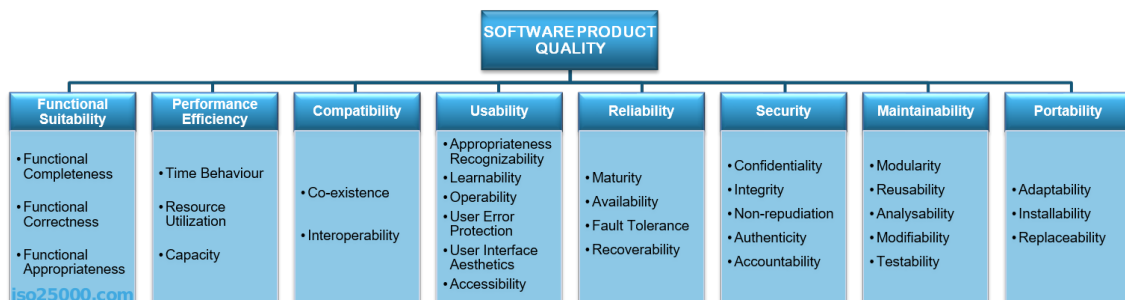 SOFTWARE PRODUCT
QUALITY
Functional
Suitability
• Functional
Completeness
• Functional
Correctness
• Functional
Appropriateness
Performance
Efficiency
• Time Behaviour
• Resource
Utilization
• Capacity
Compatibility
• Co-existence
• Interoperability
Usability
• Appropriateness
Recognizability
• Learnability
• Operability
• User Error
Protection
• User Interface
Aesthetics
• Accessibility
Reliability
• Maturity
• Availability
• Fault Tolerance
• Recoverability
Security
• Confidentiality
• Integrity
• Non-repudiation
• Authenticity
• Accountability
Maintainability
• Modularity
• Reusability
• Analysability
• Modifiability
• Testability
Portability
• Adaptability
• Installability
• Replaceability
iso25000.com